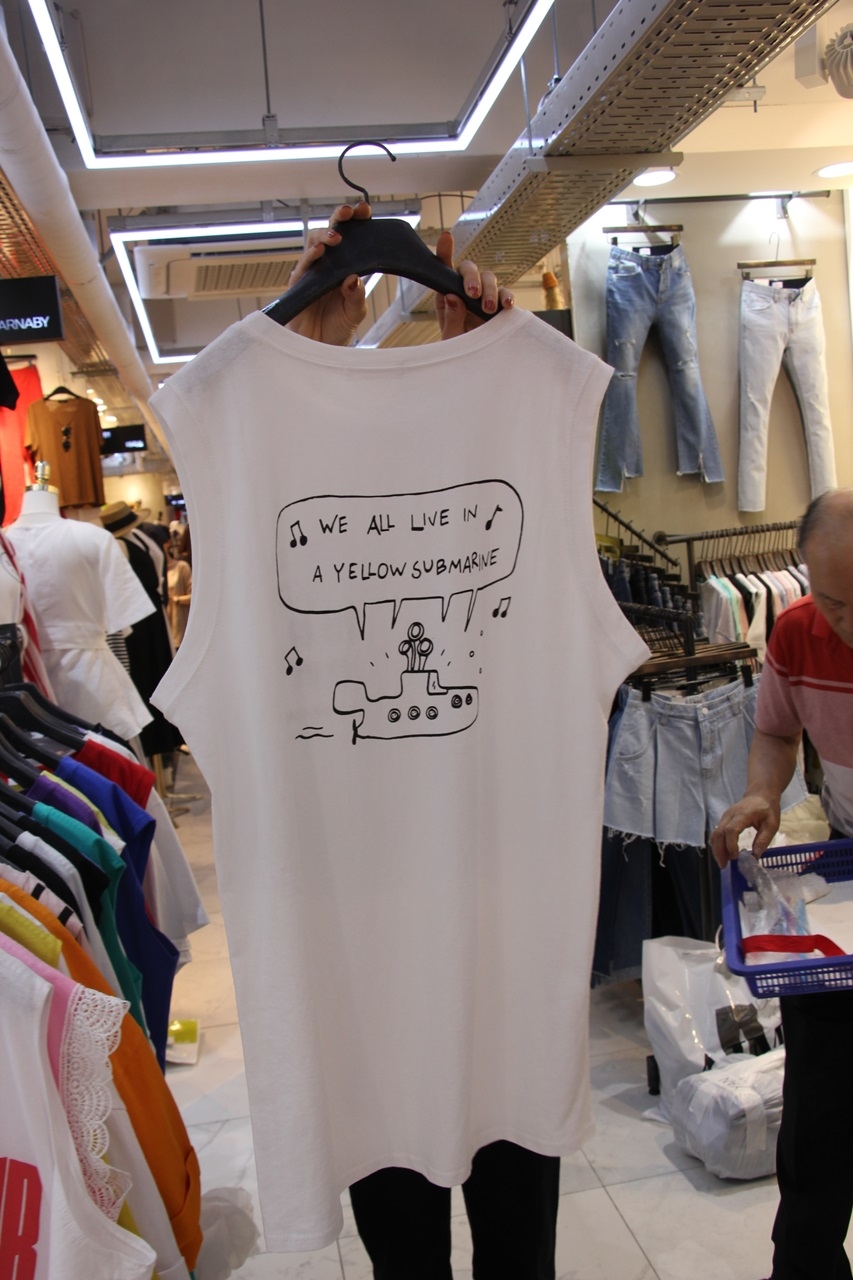 WE ALL LIVE IN
A YELLOW SUBMARINE
ARNABY